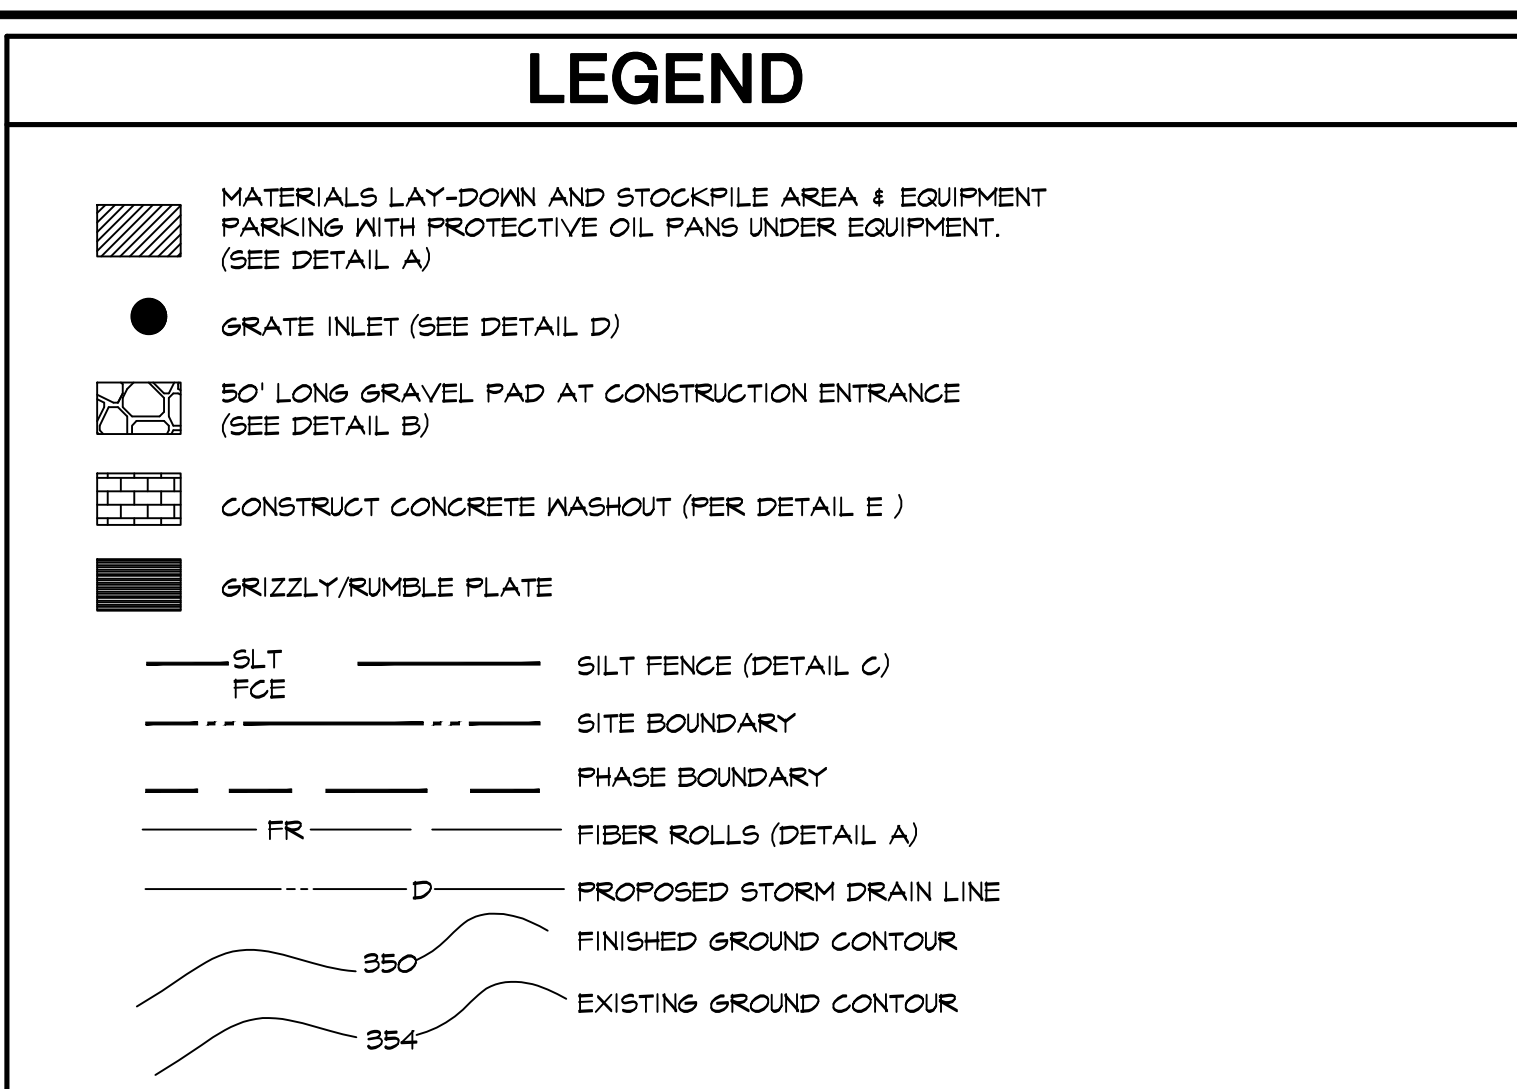 LEGEND
MATERIALS LAY-DOWN AND STOCKPILE AREA & EQUIPMENT
PARKING WITH PROTECTIVE OIL PANS UNDER EQUIPMENT.
(SEE DETAIL A)
GRATE INLET (SEE DETAIL D)
50' LONG GRAVEL PAD AT CONSTRUCTION ENTRANCE
(SEE DETAIL B)
CONSTRUCT CONCRETE WASHOUT (PER DETAIL E )
GRIZZLY/RUMBLE PLATE
SLT
FCE
SILT FENCE (DETAIL C)
SITE BOUNDARY
PHASE BOUNDARY
FR
FIBER ROLLS (DETAIL A)
D
PROPOSED STORM DRAIN LINE
350
FINISHED GROUND CONTOUR
354
EXISTING GROUND CONTOUR